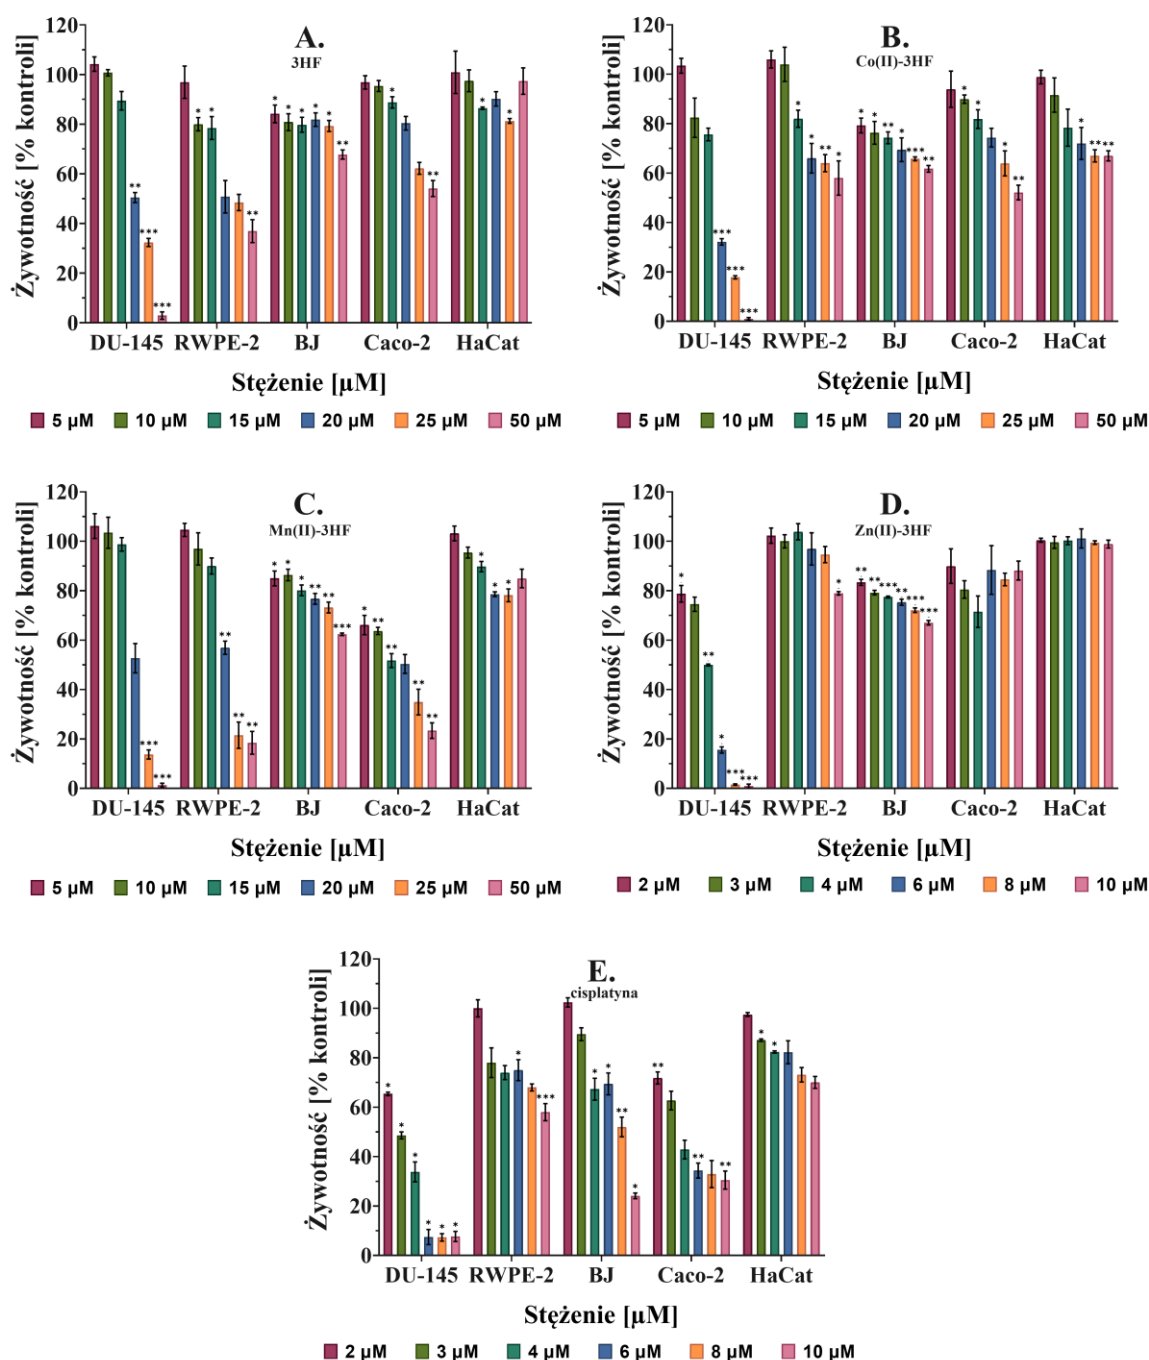 A.
3HF
Żywotność [% kontroli]
120
100
80
60
40
20
0
* * * * * * * * * * *
** ** ** **
*** ***
DU-145 RWPE-2 BJ Caco-2 HaCat
Stężenie [µM]
5 µM 10 µM 15 µM 20 µM 25 µM 50 µM
B.
Co(II)-3HF
Żywotność [% kontroli]
120
100
80
60
40
20
0
DU-145 RWPE-2 BJ Caco-2 HaCat
Stężenie [µM]
5 µM 10 µM 15 µM 20 µM 25 µM 50 µM
C.
Mn(II)-3HF
Żywotność [% kontroli]
120
100
80
60
40
20
0
DU-145 RWPE-2 BJ Caco-2 HaCat
Stężenie [µM]
5 µM 10 µM 15 µM 20 µM 25 µM 50 µM
D.
Zn(II)-3HF
Żywotność [% kontroli]
120
100
80
60
40
20
0
DU-145 RWPE-2 BJ Caco-2 HaCat
Stężenie [µM]
2 µM 3 µM 4 µM 6 µM 8 µM 10 µM
E.
cisplatyna
Żywotność [% kontroli]
120
100
80
60
40
20
0
DU-145 RWPE-2 BJ Caco-2 HaCat
Stężenie [µM]
2 µM 3 µM 4 µM 6 µM 8 µM 10 µM